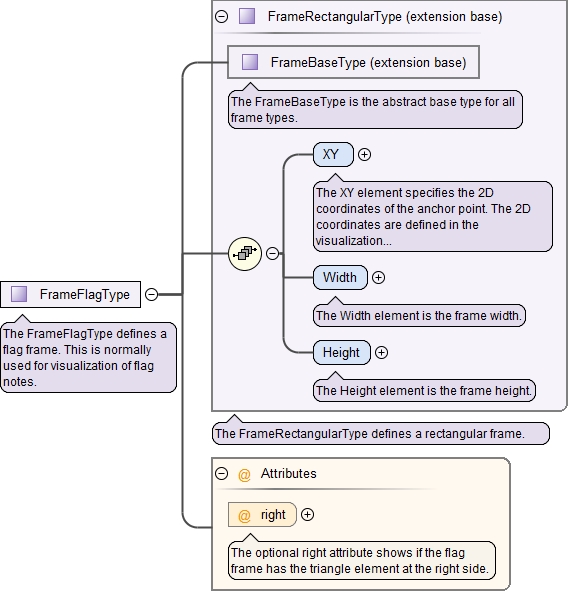 FrameRectangularType (extension base)
FrameBaseType (extension base)
The FrameBaseType is the abstract base type for all
frame types.
XY
The XY element specifies the 2D
coordinates of the anchor point. The 2D
coordinates are defined in the
visualization...
Width
The Width element is the frame width.
FrameFlagType
The FrameFlagType defines a
flag frame. This is normally
used for visualization of flag
notes.
Height
The Height element is the frame height.
The FrameRectangularType defines a rectangular frame.
@ Attributes
@ right
The optional right attribute shows if the flag
frame has the triangle element at the right side.